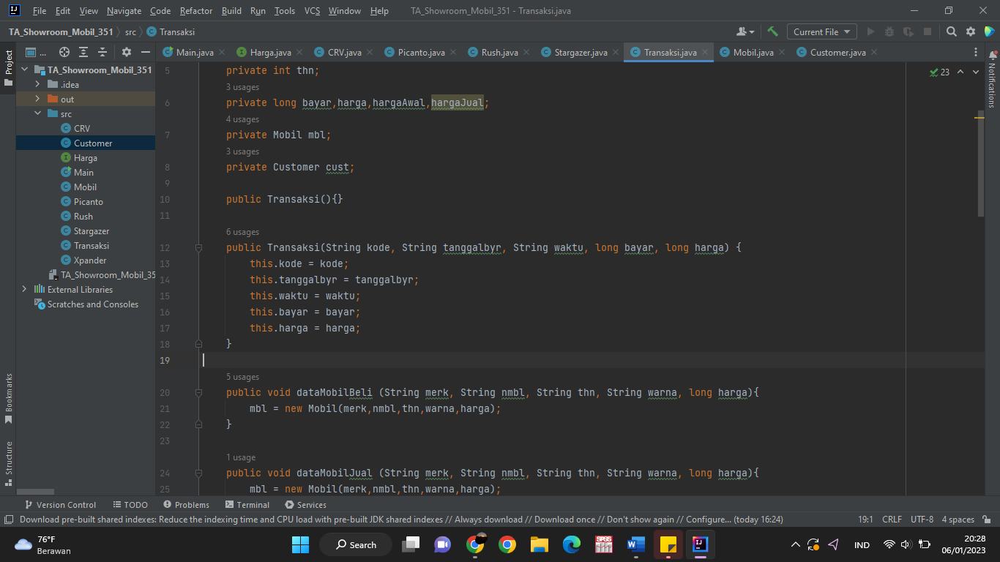 File Edit View Navigate Code Refactor Build Run Tools VCS Window Help TA_Showroom_Mobil_351 - Transaksi.java
TA_Showroom_Mobil_351 src Transaksi Current File
Project ...
Main.java Harga.java CRV.java Picanto.java Rush.java Stargazer.java Transaksi.java Mobil.java Customer.java
TA_Showroom_Mobil_351
.idea
out
src
CRV
Customer
Harga
Main
Mobil
Picanto
Rush
Stargazer
Transaksi
Xpander
TA_Showroom_Mobil_35
External Libraries
Scratches and Consoles
Bookmarks
Structure
23
Notifications
5 private int thn;
3 usages
6 private long bayar,harga,hargaAwal,hargaJual;
4 usages
7 private Mobil mbl;
3 usages
8 private Customer cust;
9
10 public Transaksi(){}
11
6 usages
12 public Transaksi(String kode, String tanggalbyr, String waktu, long bayar, long harga) {
13 this.kode = kode;
14 this.tanggalbyr = tanggalbyr;
15 this.waktu = waktu;
16 this.bayar = bayar;
17 this.harga = harga;
18 }
19
5 usages
20 public void dataMobilBeli (String merk, String nmbl, String thn, String warna, long harga){
21 mbl = new Mobil(merk,nmbl,thn,warna,harga);
22 }
23
1 usage
24 public void dataMobilJual (String merk, String nmbl, String thn, String warna, long harga){
25 mbl = new Mobil(merk,nmbl,thn,warna,harga);
Version Control TODO Problems Terminal Services
Download pre-built shared indexes: Reduce the indexing time and CPU load with pre-built JDK shared indexes // Always download // Download once // Don't show again // Configure... (today 16:24) 19:1 CRLF UTF-8 4 spaces
76°F
Berawan
Search
SPSS
IND
20:28
06/01/2023